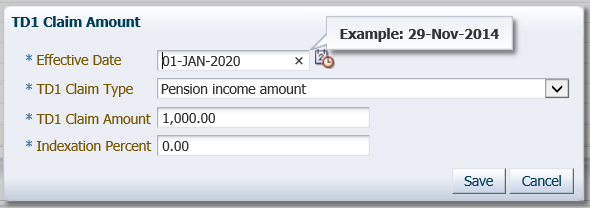 TD1 Claim Amount
Example: 29-Nov-2014
* Effective Date 01-JAN-2020 ×
* TD1 Claim Type Pension income amount
* TD1 Claim Amount 1,000.00
* Indexation Percent 0.00
Save Cancel